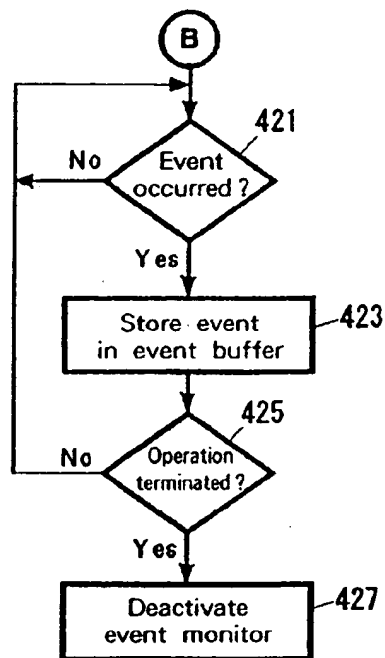 B
421
No
Event
occurred ?
Yes
Store event
in event buffer
423
425
No
Operation
terminated ?
Yes
Deactivate
event monitor
427